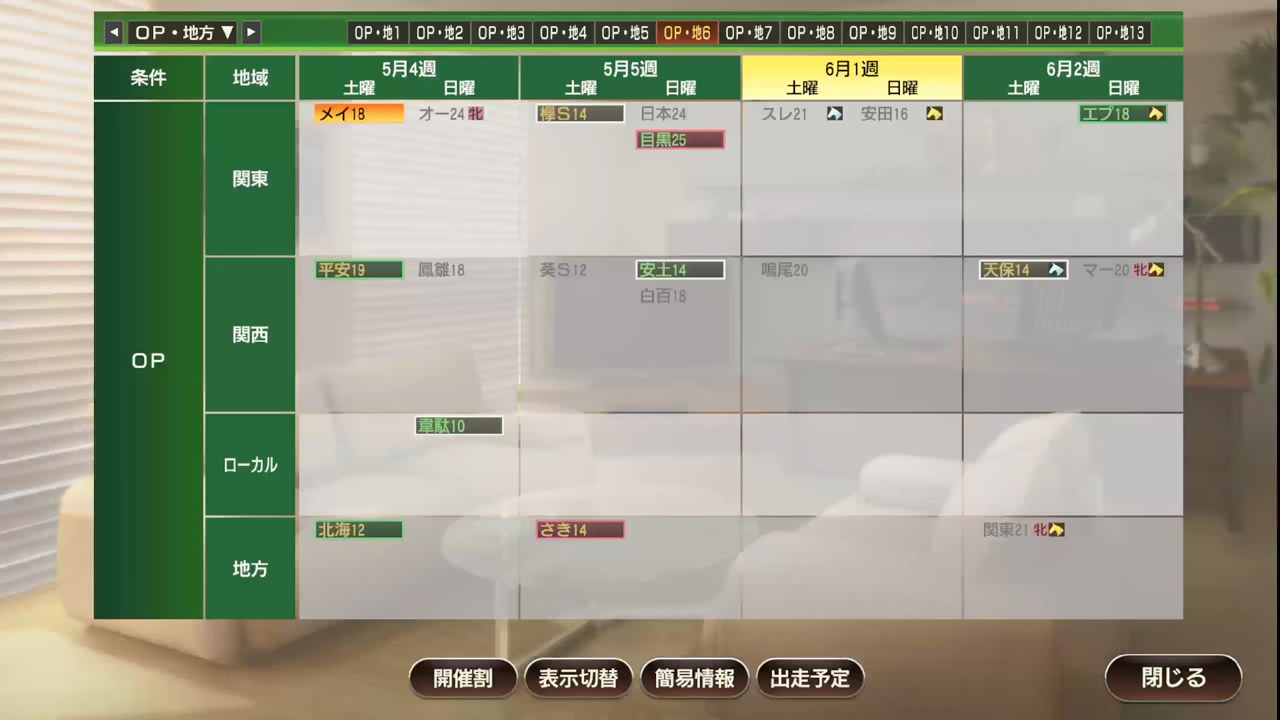 ◀ OP・地方▼ ▶ OP・地1 OP・地2 OP・地3 OP・地4 OP・地5 OP・地6 OP・地7 OP・地8 OP・地9 OP・地10 OP・地11 OP・地12 OP・地13
条件 地域 5月4週 5月5週 6月1週 6月2週
土曜 日曜 土曜 日曜 土曜 日曜 土曜 日曜
OP
関東
メイ18 オー24 牝 欅S14 日本24 スレ21 安田16 エプ18
目黒25
関西
平安19 鳳雛18 葵S12 安土14 鳴尾20 天保14 マー20 牝
白百18
ローカル
韋駄10
地方
北海12 さき14 関東21 牝
開催割 表示切替 簡易情報 出走予定 閉じる